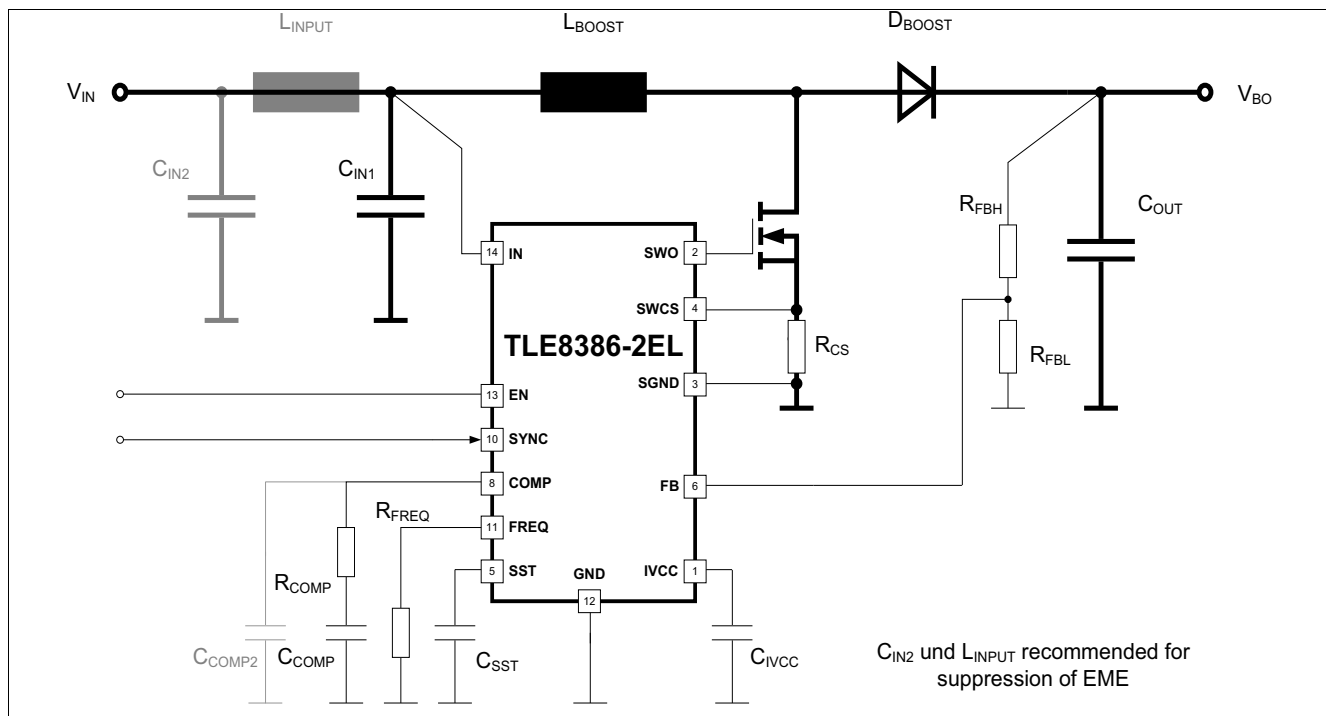 L_INPUT
L_BOOST
D_BOOST
V_IN
V_BO
C_IN2
C_IN1
R_FBH
C_OUT
14
IN
SWO
2
SWCS
4
TLE8386-2EL
R_CS
R_FBL
SGND
3
13
EN
10
SYNC
8
COMP
FB
6
R_FREQ
11
FREQ
5
SST
GND
IVCC
1
R_COMP
12
C_COMP2
C_COMP
C_SST
C_IVCC
C_IN2 und L_INPUT recommended for
suppression of EME